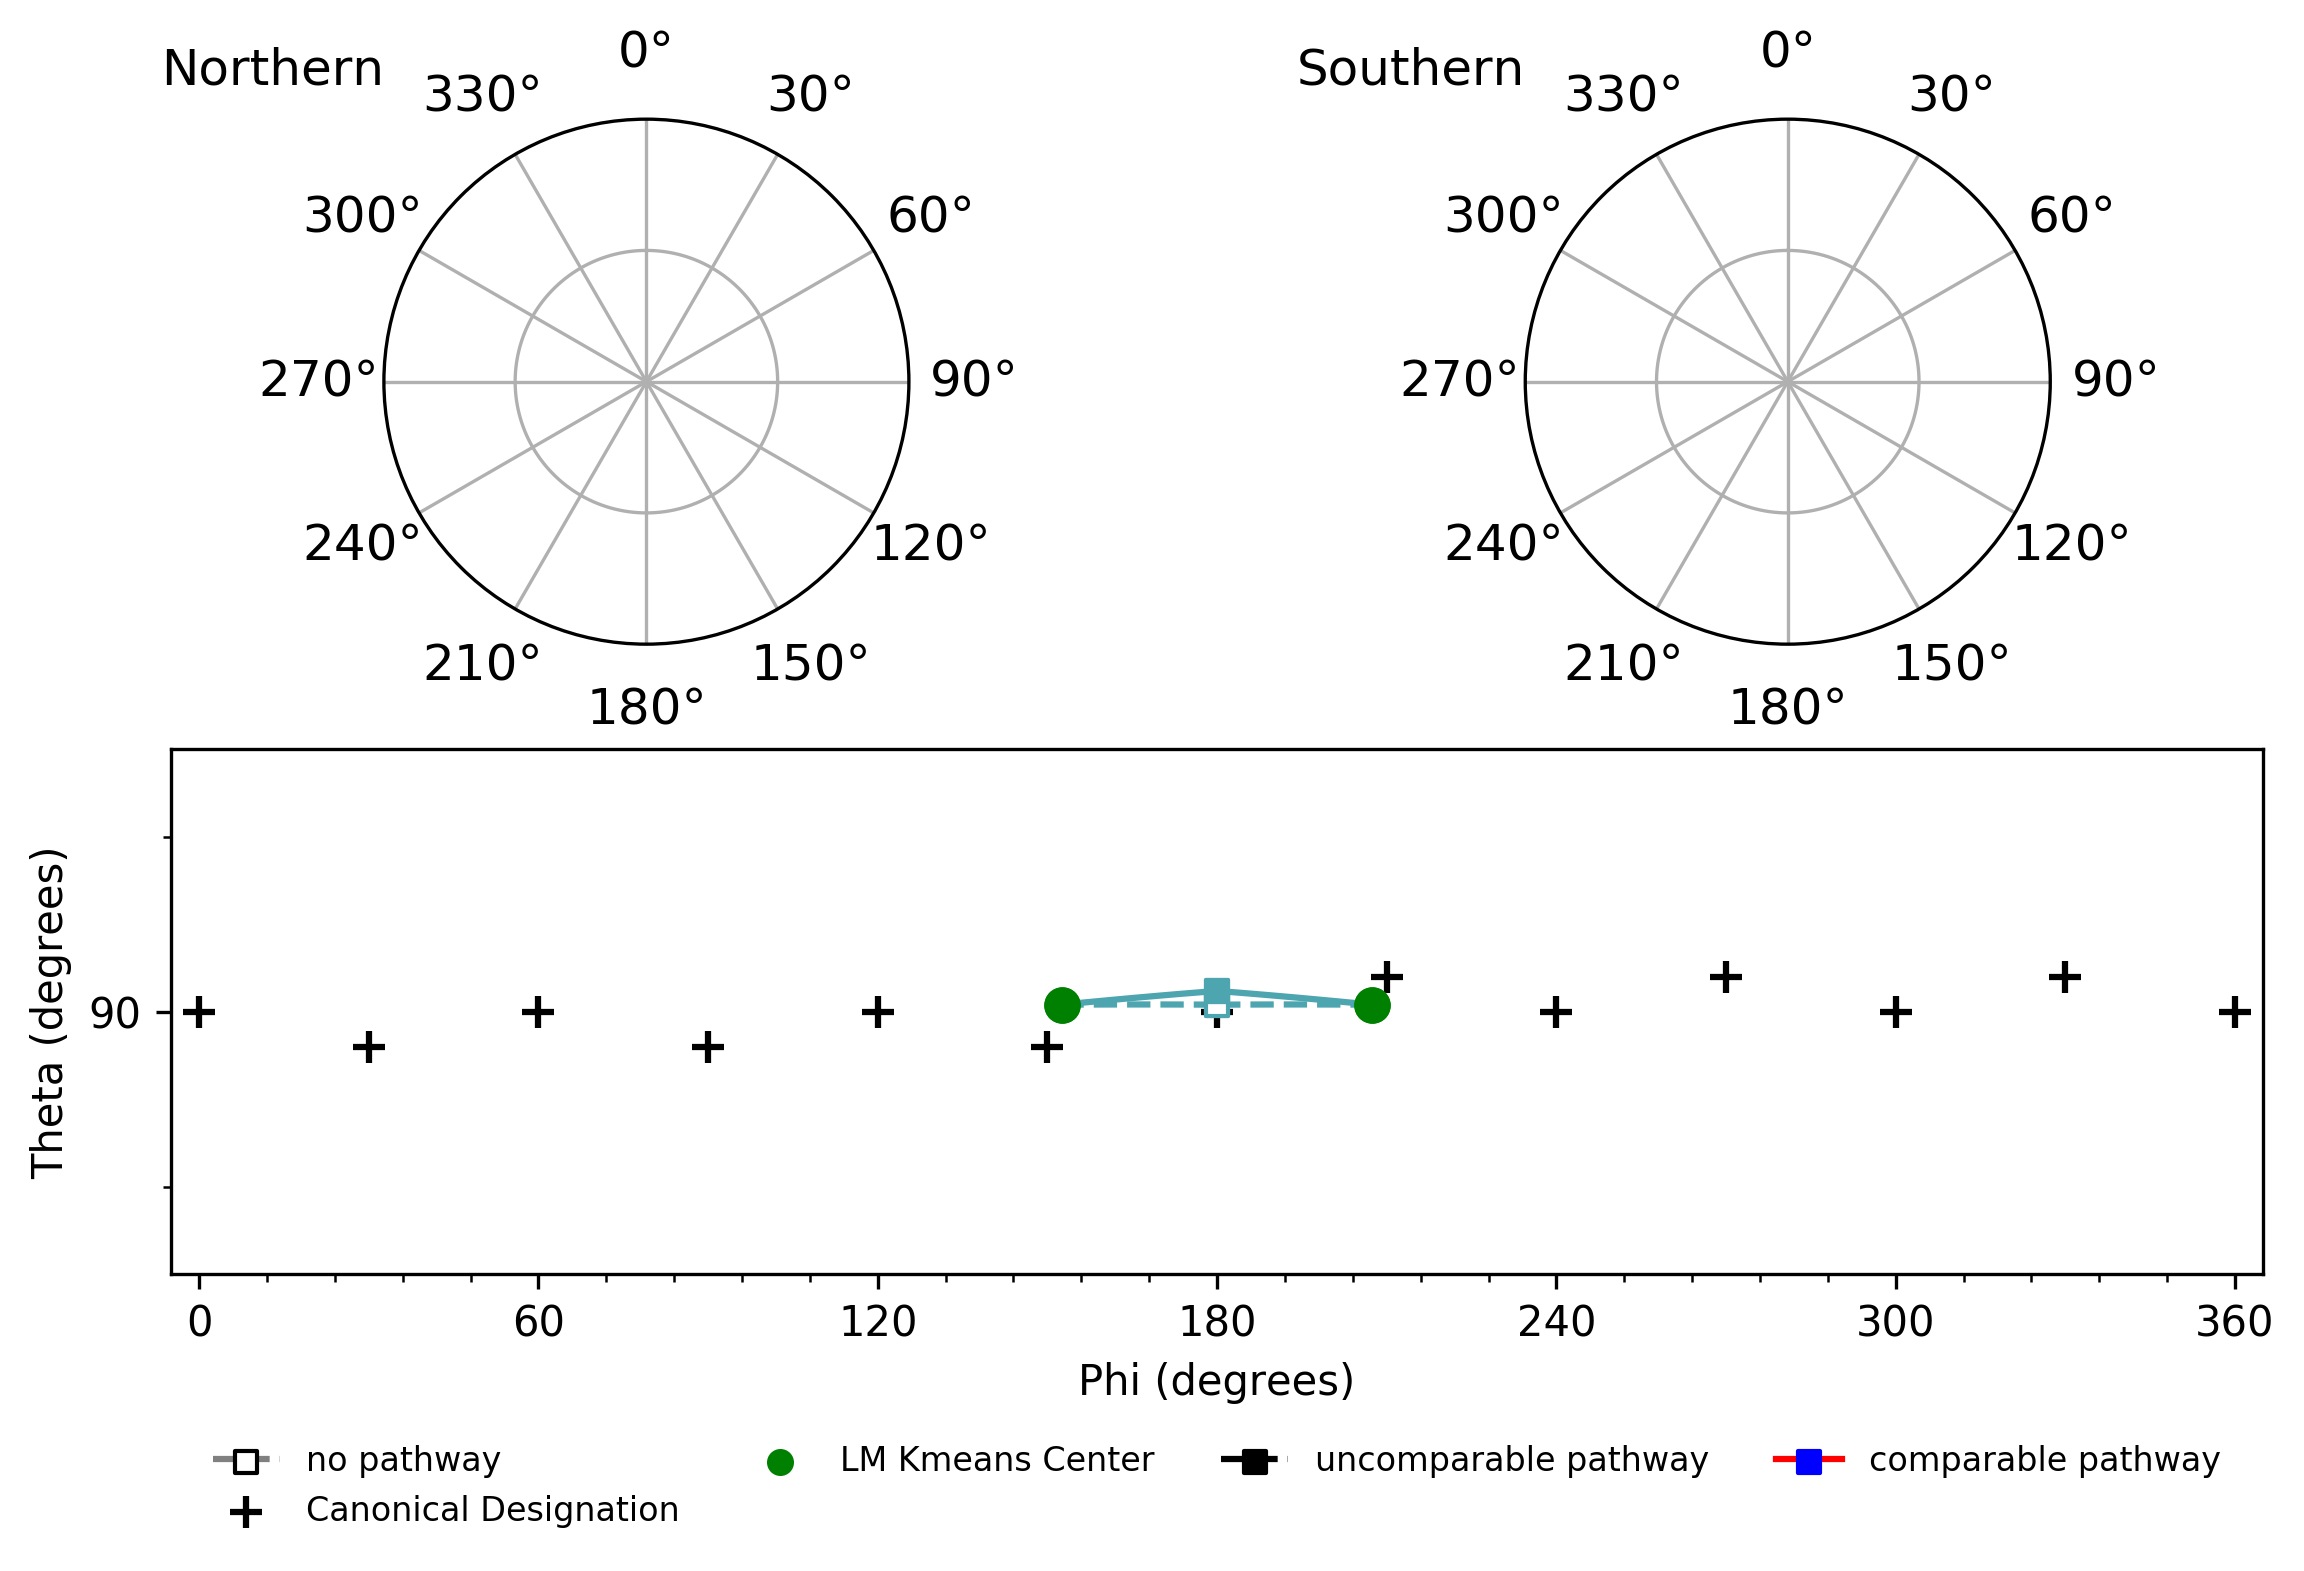 Northern
0°
30°
60°
90°
120°
150°
180°
210°
240°
270°
300°
330°
Southern
0°
30°
60°
90°
120°
150°
180°
210°
240°
270°
300°
330°
Theta (degrees)
90
0 60 120 180 240 300 360
Phi (degrees)
no pathway
Canonical Designation
LM Kmeans Center
uncomparable pathway
comparable pathway